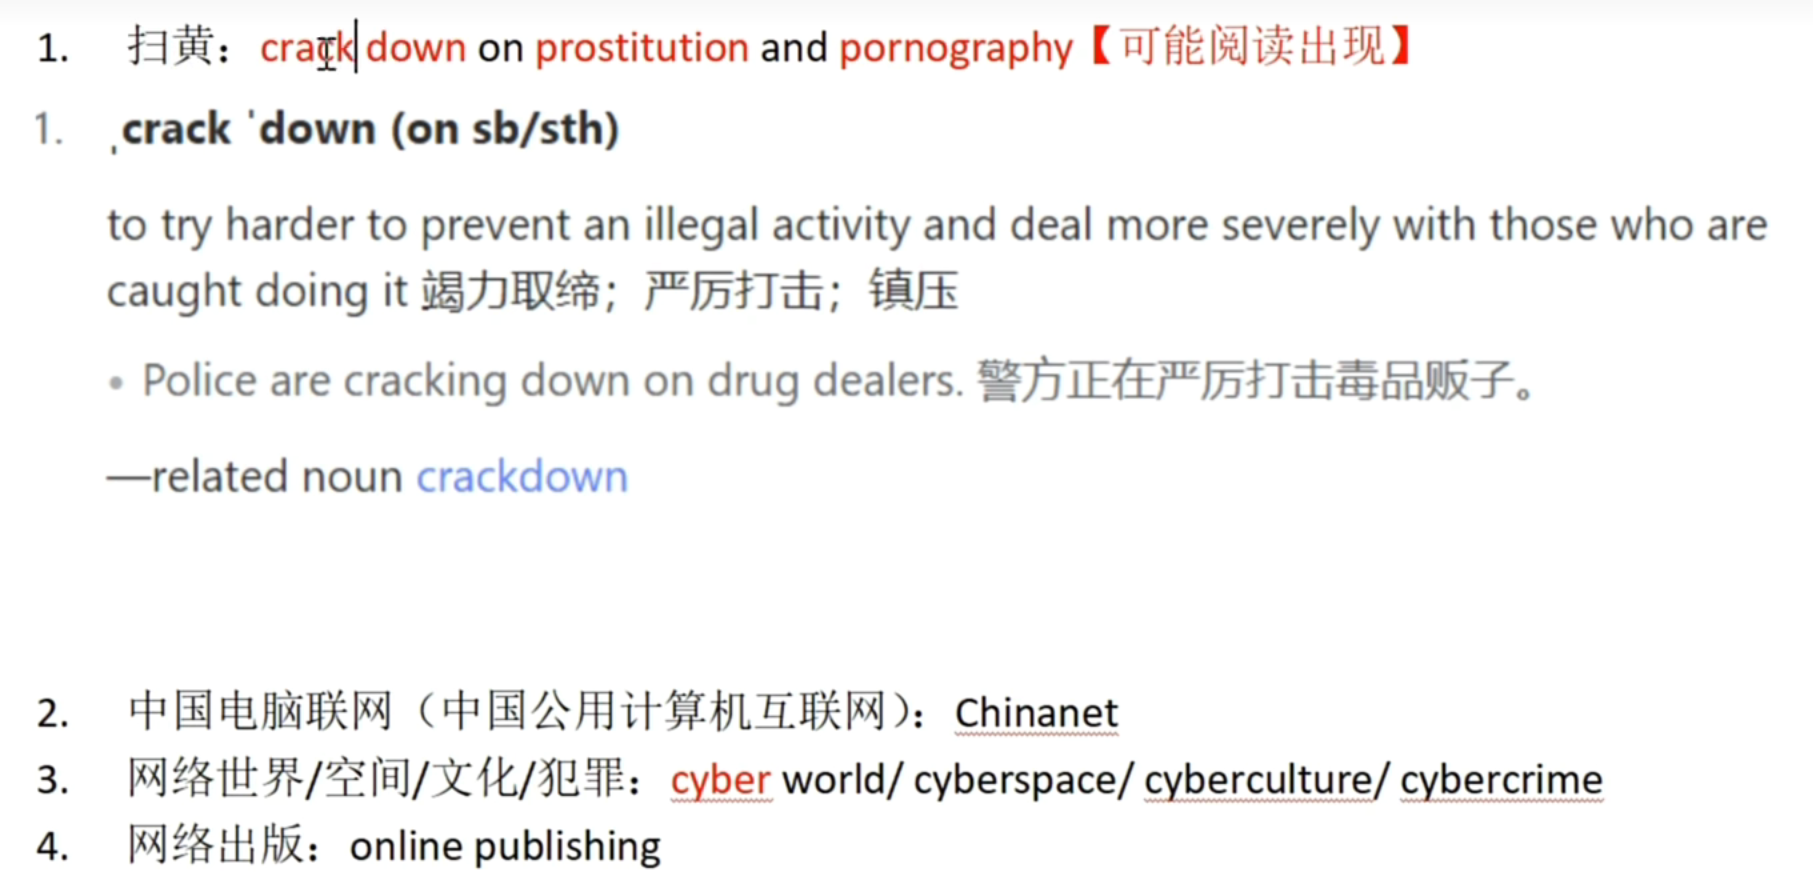 1. 扫黄：crack down on prostitution and pornography【可能阅读出现】
1. ˌcrack ˈdown (on sb/sth)
to try harder to prevent an illegal activity and deal more severely with those who are
caught doing it 竭力取缔；严厉打击；镇压
• Police are cracking down on drug dealers. 警方正在严厉打击毒品贩子。
—related noun crackdown
2. 中国电脑联网（中国公用计算机互联网）：Chinanet
3. 网络世界/空间/文化/犯罪：cyber world/ cyberspace/ cyberculture/ cybercrime
4. 网络出版：online publishing